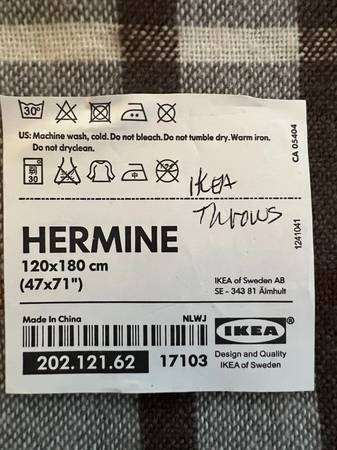 30°
US: Machine wash, cold. Do not bleach. Do not tumble dry. Warm iron.
Do not dryclean.
CA 05404
30
IKEA
Throws
HERMINE
120x180 cm
(47x71")
1241041
IKEA of Sweden AB
SE - 343 81 Älmhult
Made in China
NLWJ
IKEA®
202.121.62
17103
Design and Quality
IKEA of Sweden